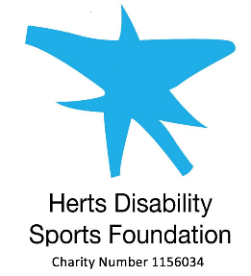 Herts Disability
Sports Foundation
Charity Number 1156034